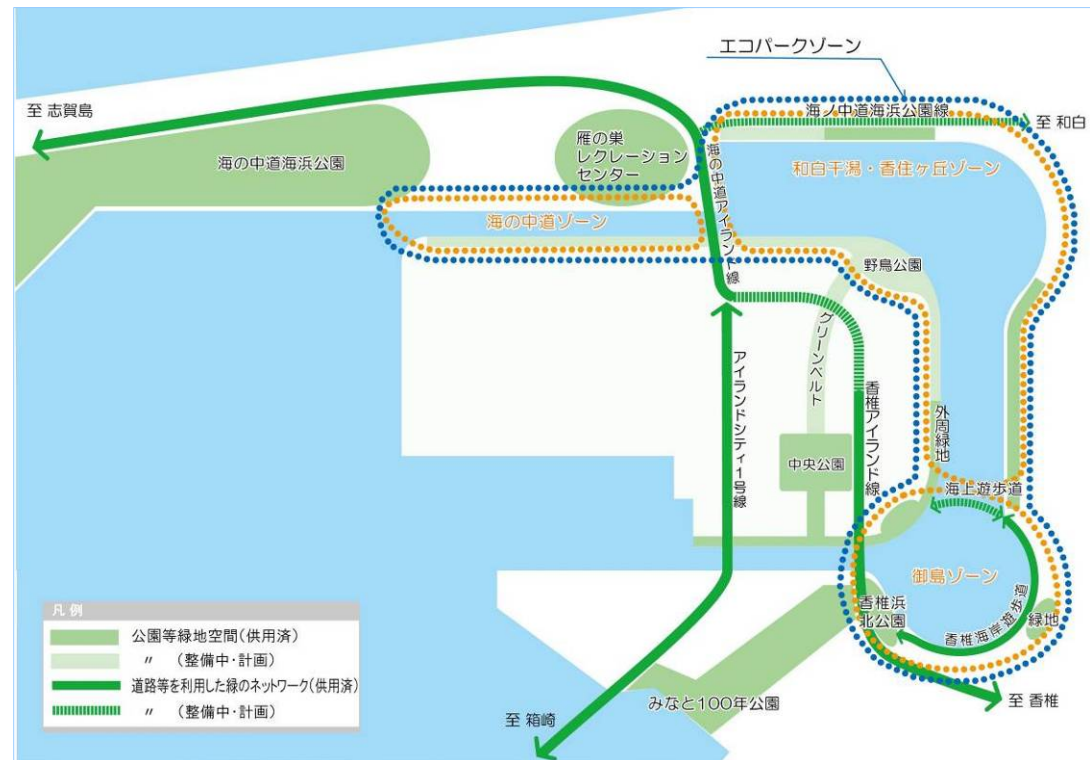 エコパークゾーン
至 志賀島
海ノ中道海浜公園線
至 和白
雁の巣
レクレーション
センター
海の中道海浜公園
海の中道アイランド線
和白干潟・香住ヶ丘ゾーン
海の中道ゾーン
野鳥公園
グリーンベルト
アイランドシティ1号線
香椎アイランド線
外周緑地
中央公園
海上遊歩道
御島ゾーン
香椎浜
北公園
香椎海岸遊歩道
緑地
凡例
公園等緑地空間(供用済)
〃 (整備中・計画)
道路等を利用した緑のネットワーク(供用済)
〃 (整備中・計画)
みなと100年公園
至 香椎
至 箱崎